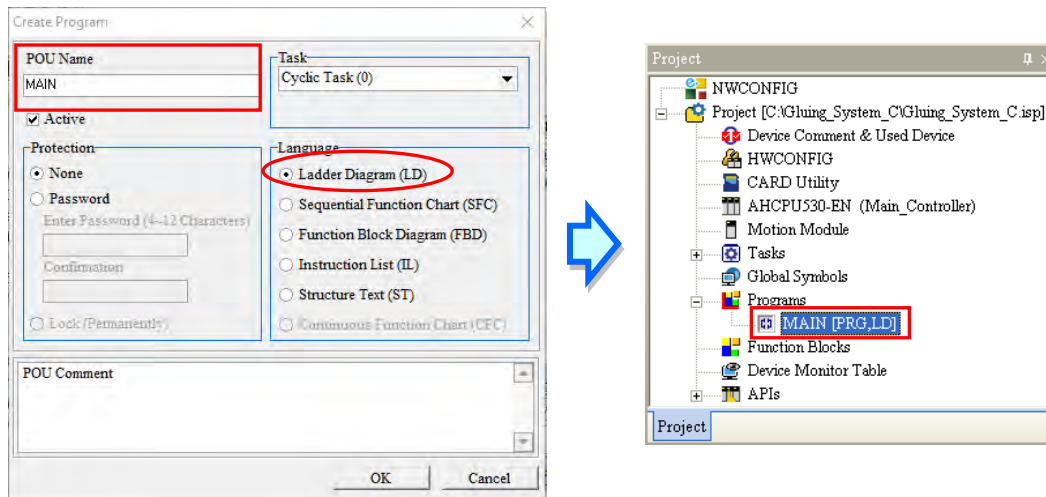 Create Program
POU Name
MAIN
Active
Protection
None
Password
Enter Password (4~12 Characters)
Confirmation
Lock (Permanently)
Task
Cyclic Task (0)
Language
Ladder Diagram (LD)
Sequential Function Chart (SFC)
Function Block Diagram (FBD)
Instruction List (IL)
Structure Text (ST)
Continuous Function Chart (CFC)
POU Comment
OK
Cancel
Project
NWCONFIG
Project [C:\Gluing_System_C\Gluing_System_C.isp]
Device Comment & Used Device
HWCONFIG
CARD Utility
AHCPU530-EN (Main_Controller)
Motion Module
Tasks
Global Symbols
Programs
MAIN [PRG,LD]
Function Blocks
Device Monitor Table
APIs
Project